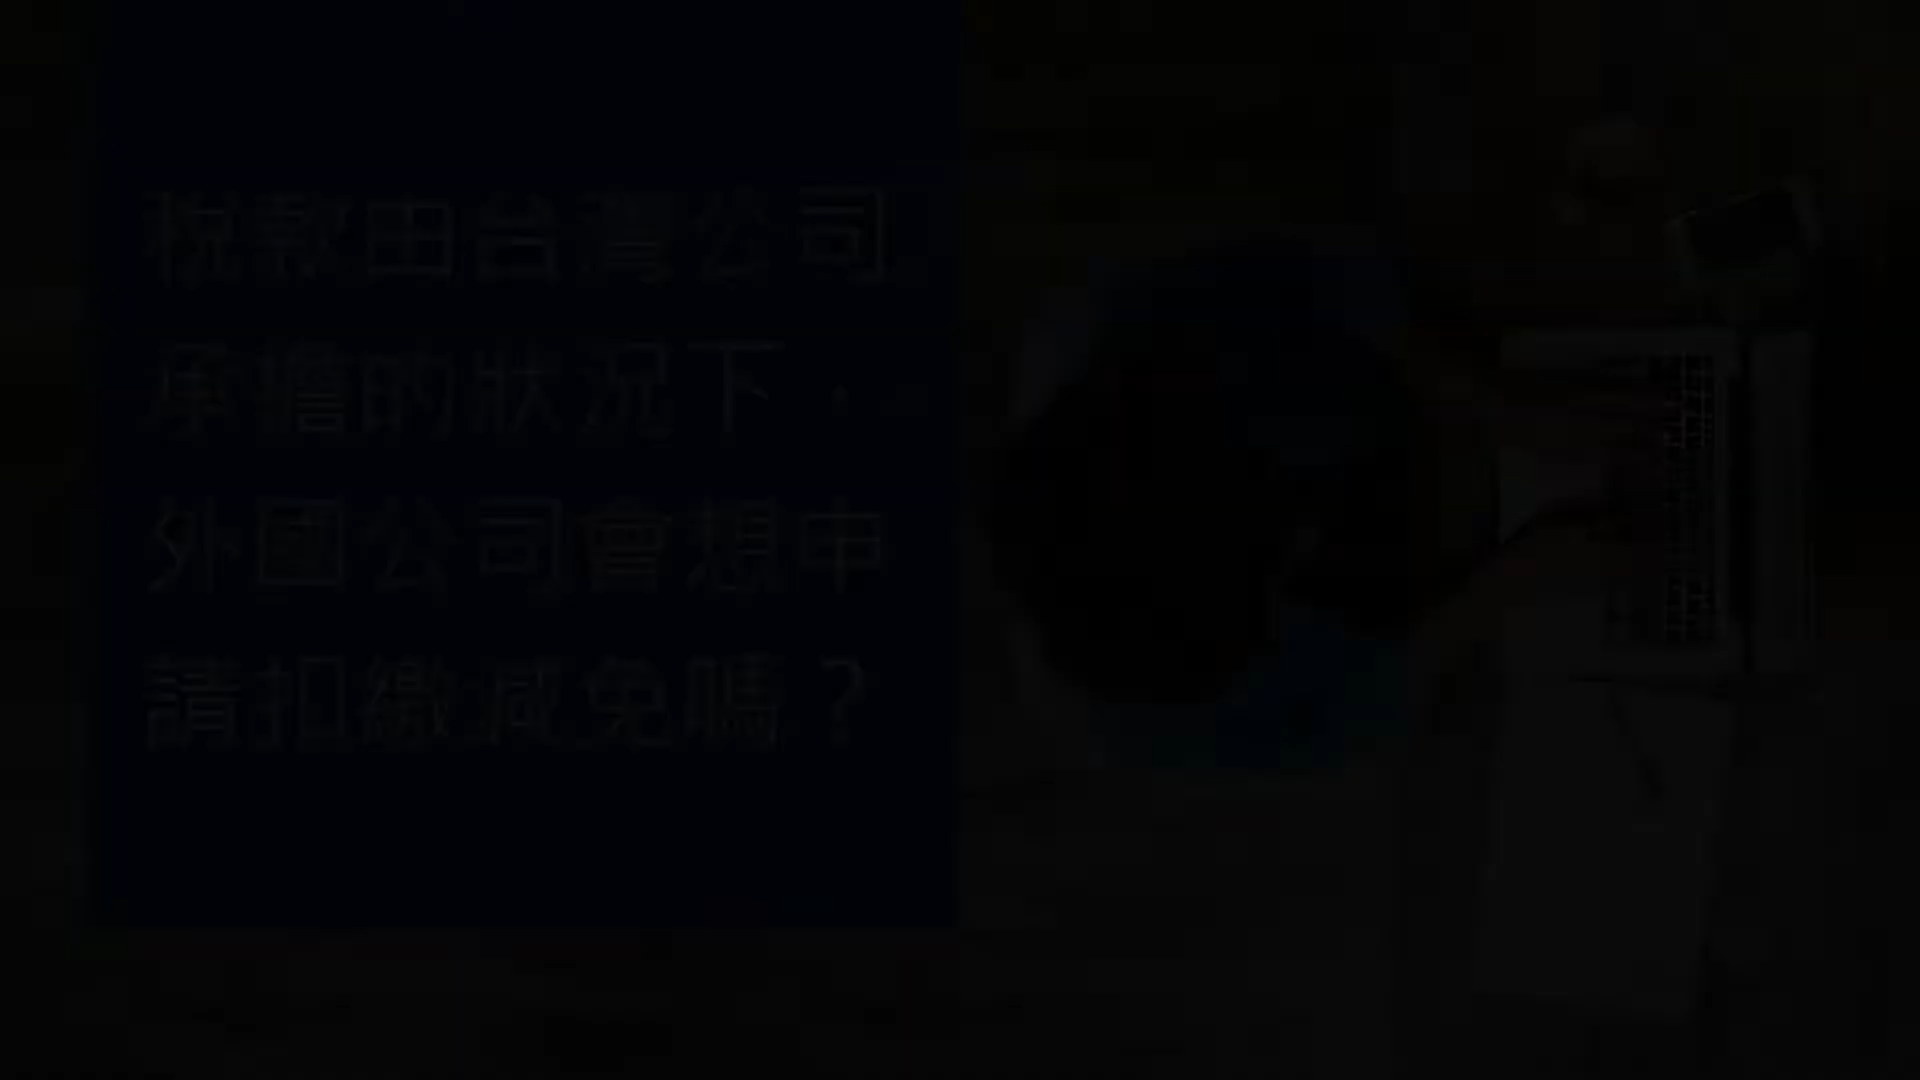 稅款由台灣公司
承擔的狀況下，
外國公司會想申
請扣繳減免嗎？